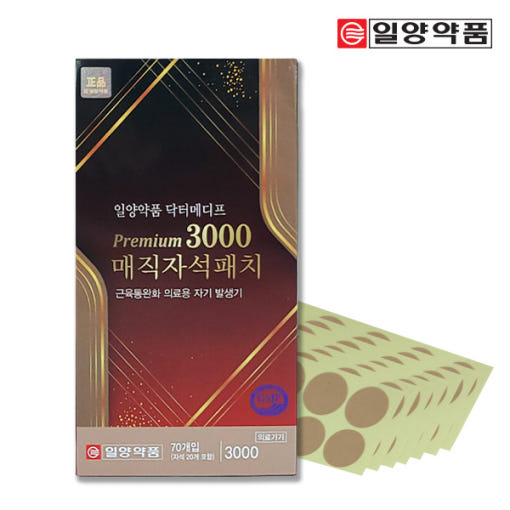 일양약품
正品
일양약품 닥터메디프
Premium 3000
매직자석패치
근육통완화 의료용 자기 발생기
GMP
의료기기
일양약품
70개입
(자석 20개 포함)
3000